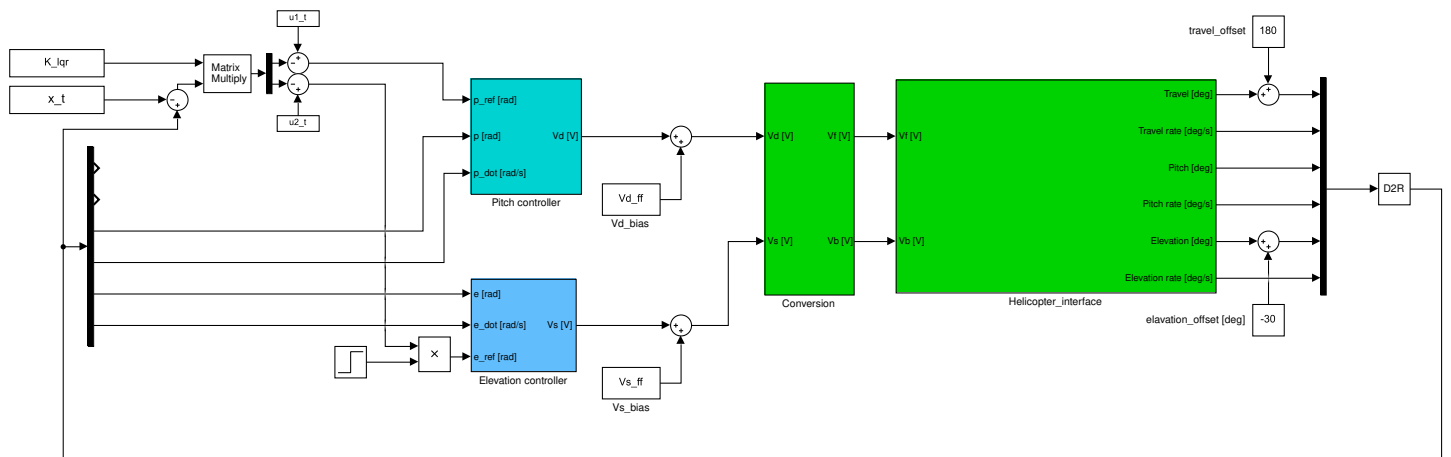 u1_t
travel_offset
180
K_lqr
Matrix
Multiply
x_t
u2_t
p_ref [rad]
p [rad]
p_dot [rad/s]
Vd [V]
Pitch controller
Vd_ff
Vd_bias
Vd [V]
Vf [V]
Vs [V]
Vb [V]
Conversion
Vf [V]
Vb [V]
Travel [deg]
Travel rate [deg/s]
Pitch [deg]
Pitch rate [deg/s]
Elevation [deg]
Elevation rate [deg/s]
Helicopter_interface
D2R
elavation_offset [deg]
-30
e [rad]
e_dot [rad/s]
e_ref [rad]
Vs [V]
Elevation controller
×
Vs_ff
Vs_bias